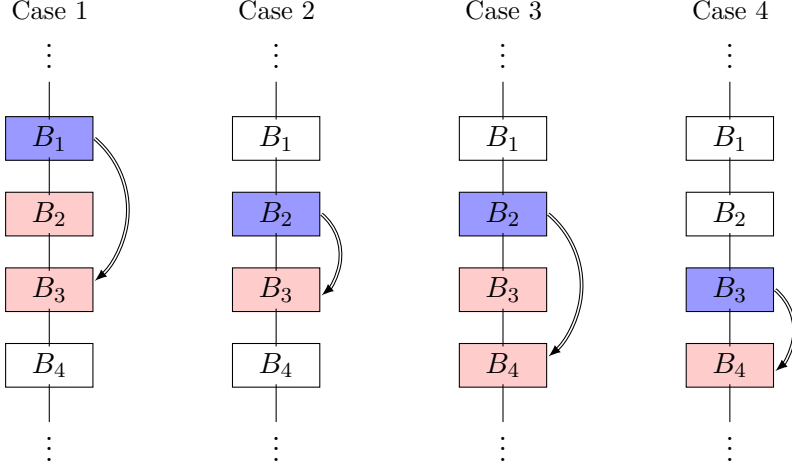 Case 1 Case 2 Case 3 Case 4
⋮ ⋮ ⋮ ⋮
B₁ B₁ B₁ B₁
B₂ B₂ B₂ B₂
B₃ B₃ B₃ B₃
B₄ B₄ B₄ B₄
⋮ ⋮ ⋮ ⋮